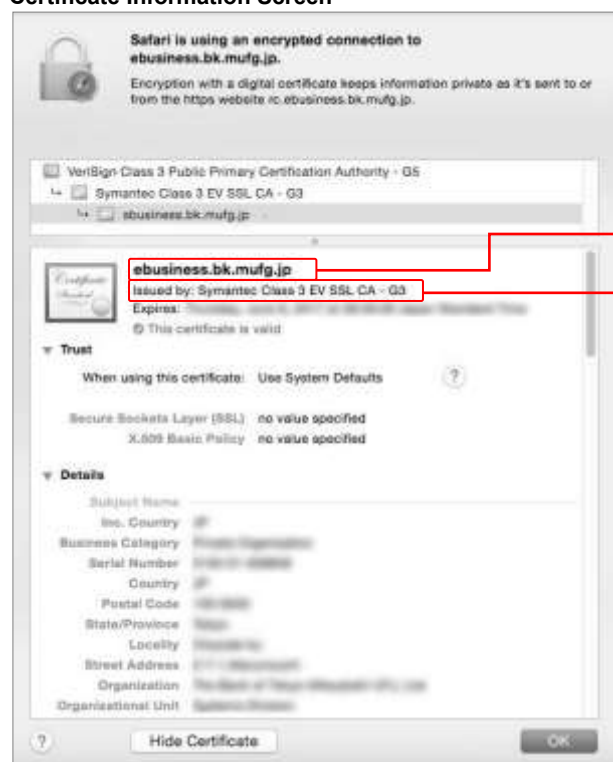 Certificate Information Screen
Safari is using an encrypted connection to
ebusiness.bk.mufg.jp.
Encryption with a digital certificate keeps information private as it's sent to or
from the https website rc.ebusiness.bk.mufg.jp.
VeriSign Class 3 Public Primary Certification Authority - G5
Symantec Class 3 EV SSL CA - G3
ebusiness.bk.mufg.jp
Certificate
Standard
ebusiness.bk.mufg.jp
Issued by: Symantec Class 3 EV SSL CA - G3
Expires:
This certificate is valid
Trust
When using this certificate: Use System Defaults ?
Secure Sockets Layer (SSL) no value specified
X.509 Basic Policy no value specified
Details
Subject Name
Inc. Country
Business Category
Serial Number
Country
Postal Code
State/Province
Locality
Street Address
Organization
Organizational Unit
? Hide Certificate OK